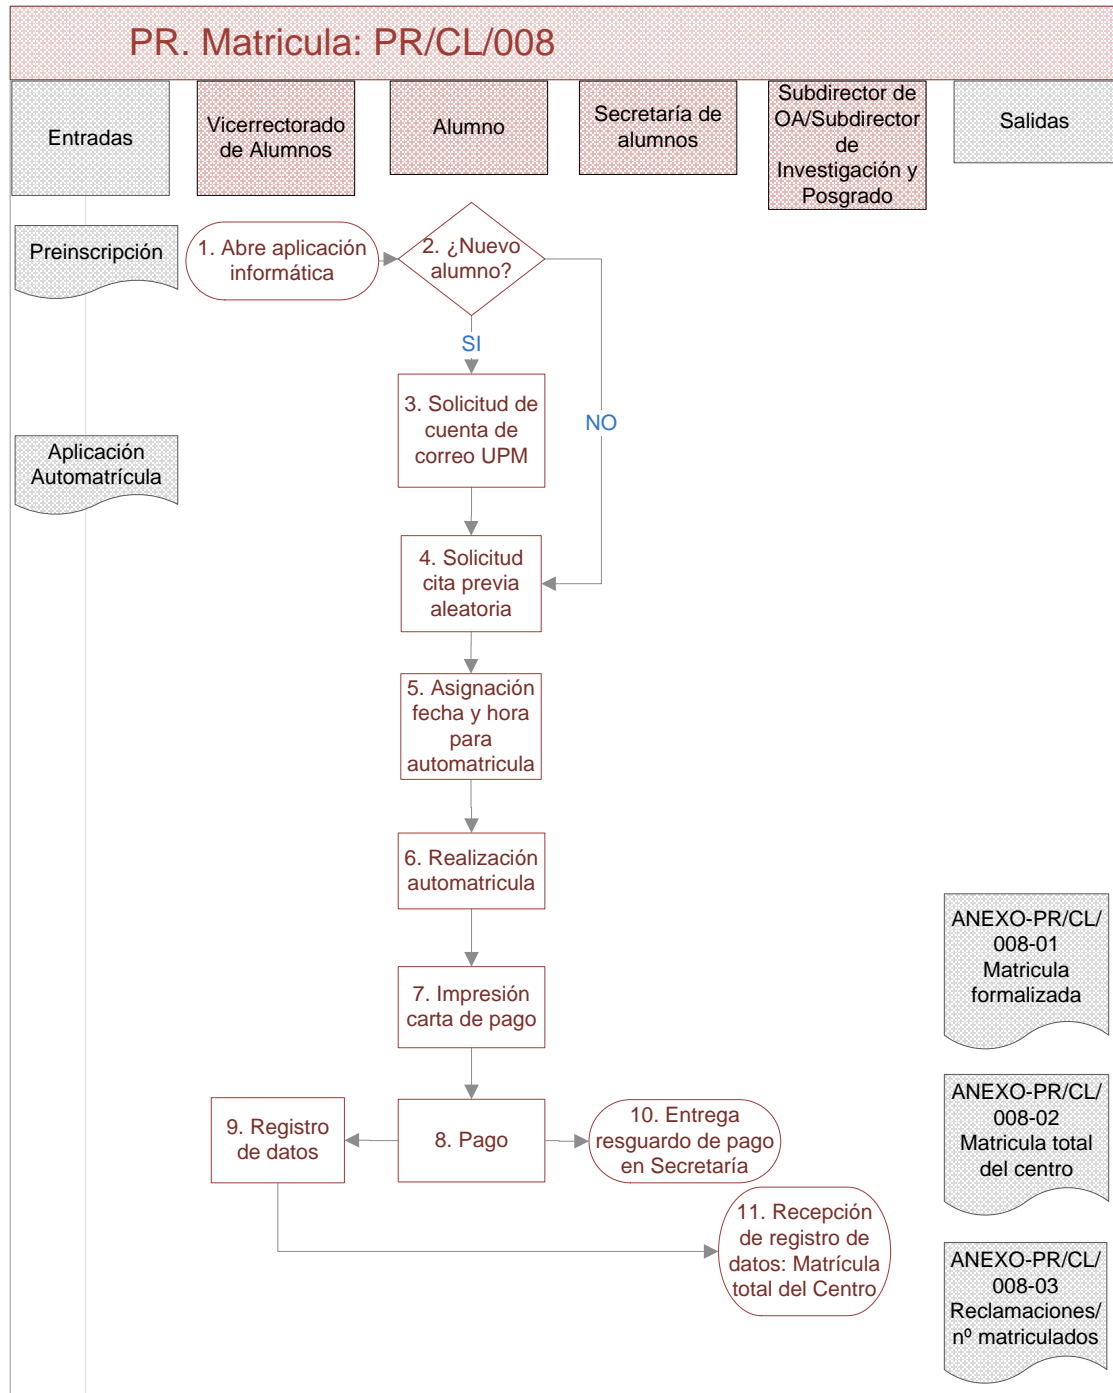 PR. Matricula: PR/CL/008
Entradas
Vicerrectorado
de Alumnos
Alumno
Secretaría de
alumnos
Subdirector de
OA/Subdirector
de
Investigación y
Posgrado
Salidas
Preinscripción
1. Abre aplicación
informática
2. ¿Nuevo
alumno?
SI
3. Solicitud de
cuenta de
correo UPM
NO
Aplicación
Automatrícula
4. Solicitud
cita previa
aleatoria
5. Asignación
fecha y hora
para
automatricula
6. Realización
automatricula
ANEXO-PR/CL/
008-01
Matricula
formalizada
7. Impresión
carta de pago
9. Registro
de datos
8. Pago
10. Entrega
resguardo de pago
en Secretaría
ANEXO-PR/CL/
008-02
Matricula total
del centro
11. Recepción
de registro de
datos: Matrícula
total del Centro
ANEXO-PR/CL/
008-03
Reclamaciones/
nº matriculados